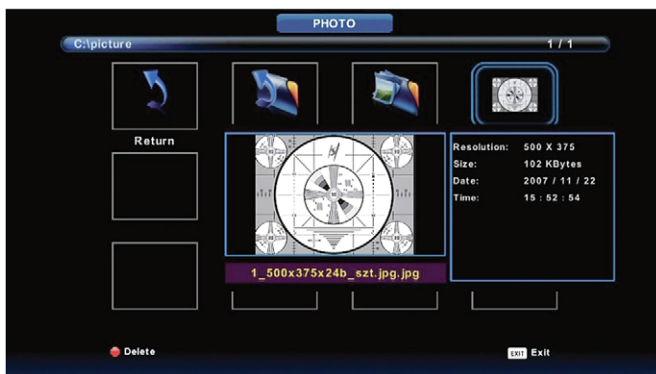 PHOTO
C:\picture
1 / 1
Return
Resolution: 500 X 375
Size: 102 KBytes
Date: 2007 / 11 / 22
Time: 15 : 52 : 54
1_500x375x24b_szt.jpg.jpg
Delete
EXIT Exit